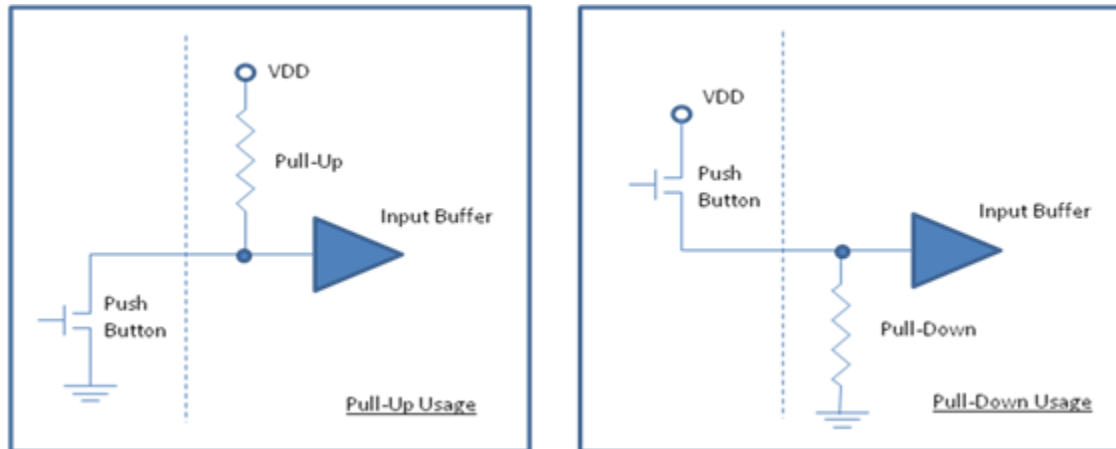 VDD
Pull-Up
Input Buffer
Push
Button
Pull-Up Usage
VDD
Push
Button
Input Buffer
Pull-Down
Pull-Down Usage